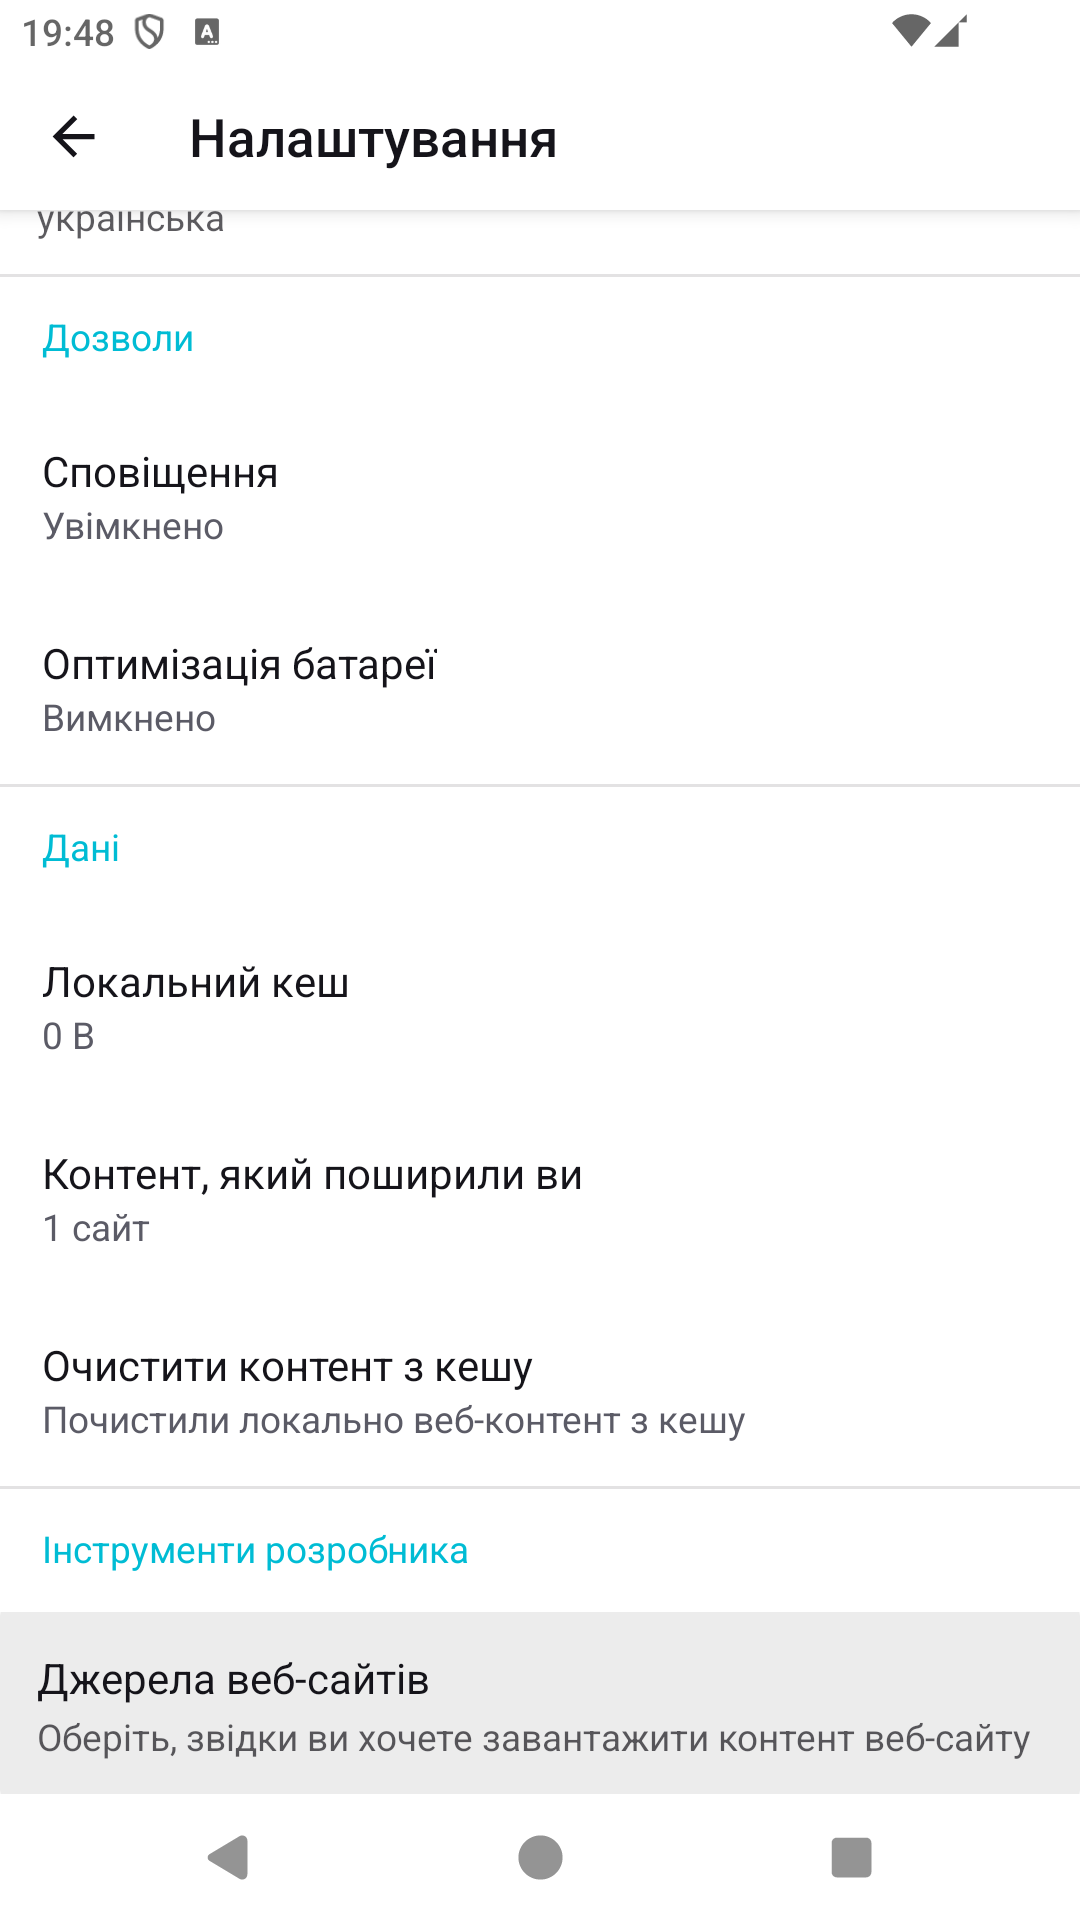 19:48
Налаштування
українська
Дозволи
Сповіщення
Увімкнено
Оптимізація батареї
Вимкнено
Дані
Локальний кеш
0 B
Контент, який поширили ви
1 сайт
Очистити контент з кешу
Почистили локально веб-контент з кешу
Інструменти розробника
Джерела веб-сайтів
Оберіть, звідки ви хочете завантажити контент веб-сайту